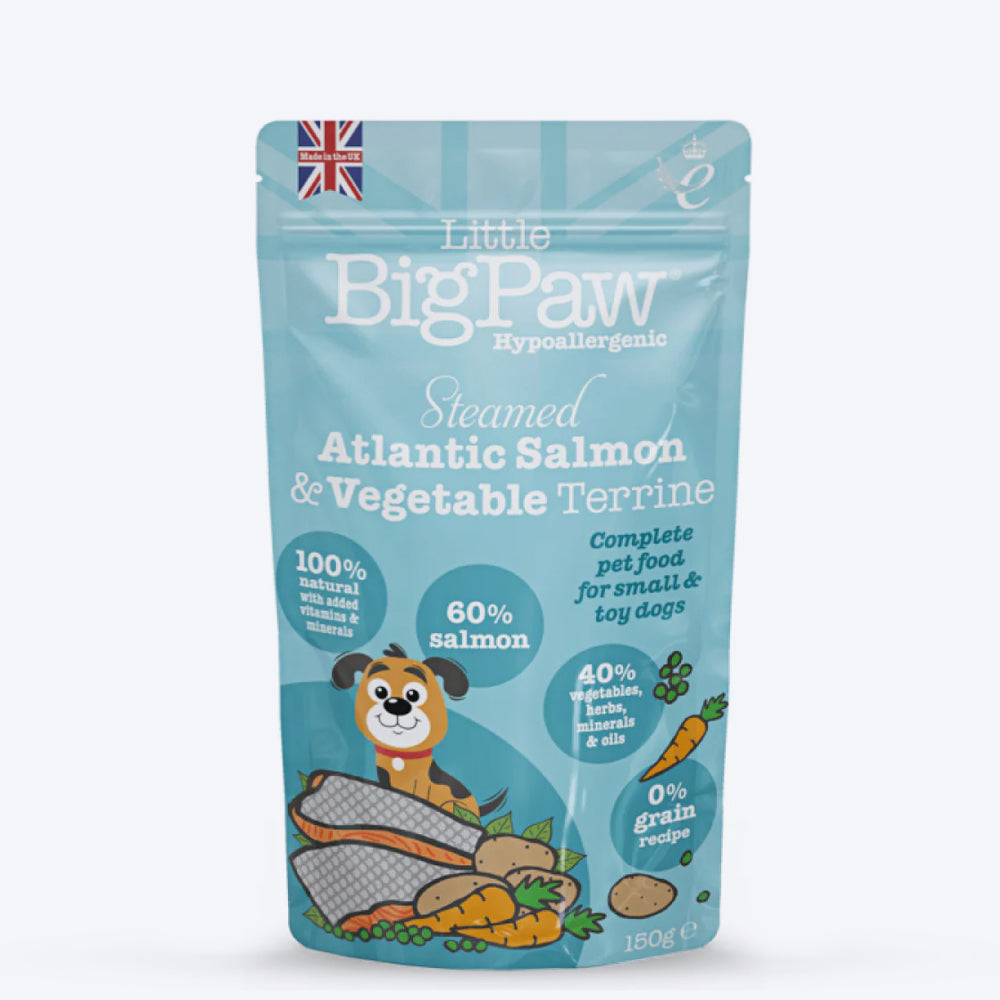 Made in the UK
e
Little
BigPaw®
Hypoallergenic
Steamed
Atlantic Salmon
& Vegetable Terrine
Complete
pet food
for small &
toy dogs
100%
natural
with added
vitamins &
minerals
60%
salmon
40%
vegetables,
herbs,
minerals
& oils
0%
grain
recipe
150g ℮